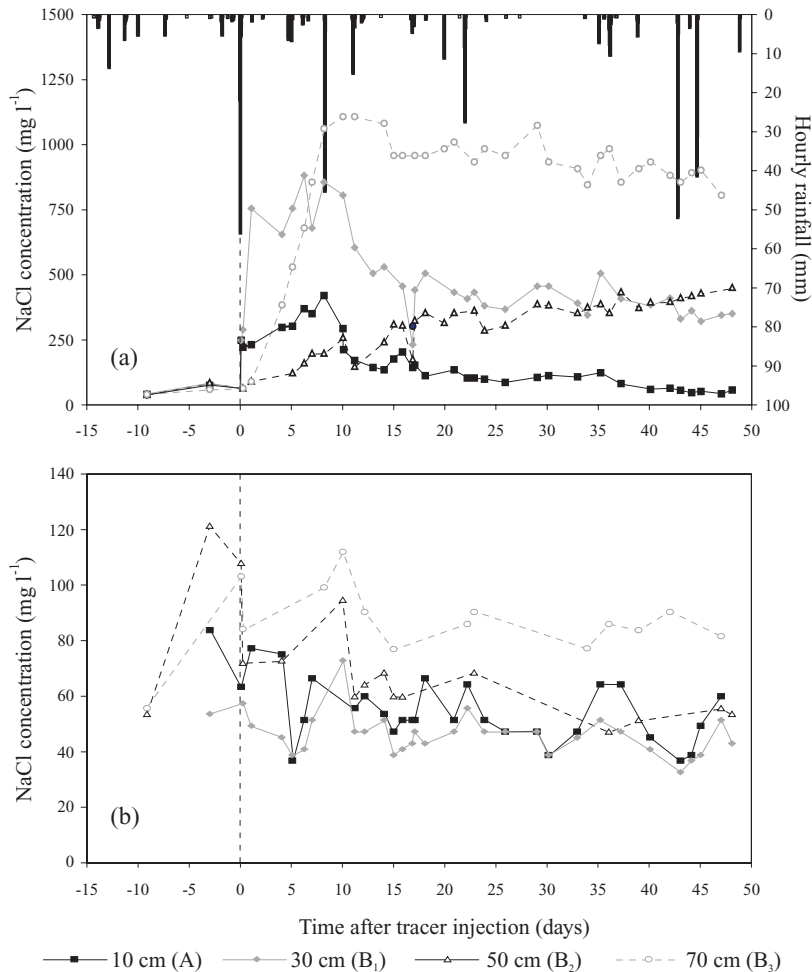 1500
1250
1000
750
500
250
0
NaCl concentration (mg l-1)
0
10
20
30
40
50
60
70
80
90
100
Hourly rainfall (mm)
(a)
-15 -10 -5 0 5 10 15 20 25 30 35 40 45 50
140
120
100
80
60
40
20
0
NaCl concentration (mg l-1)
(b)
-15 -10 -5 0 5 10 15 20 25 30 35 40 45 50
Time after tracer injection (days)
10 cm (A) 30 cm (B1) 50 cm (B2) 70 cm (B3)